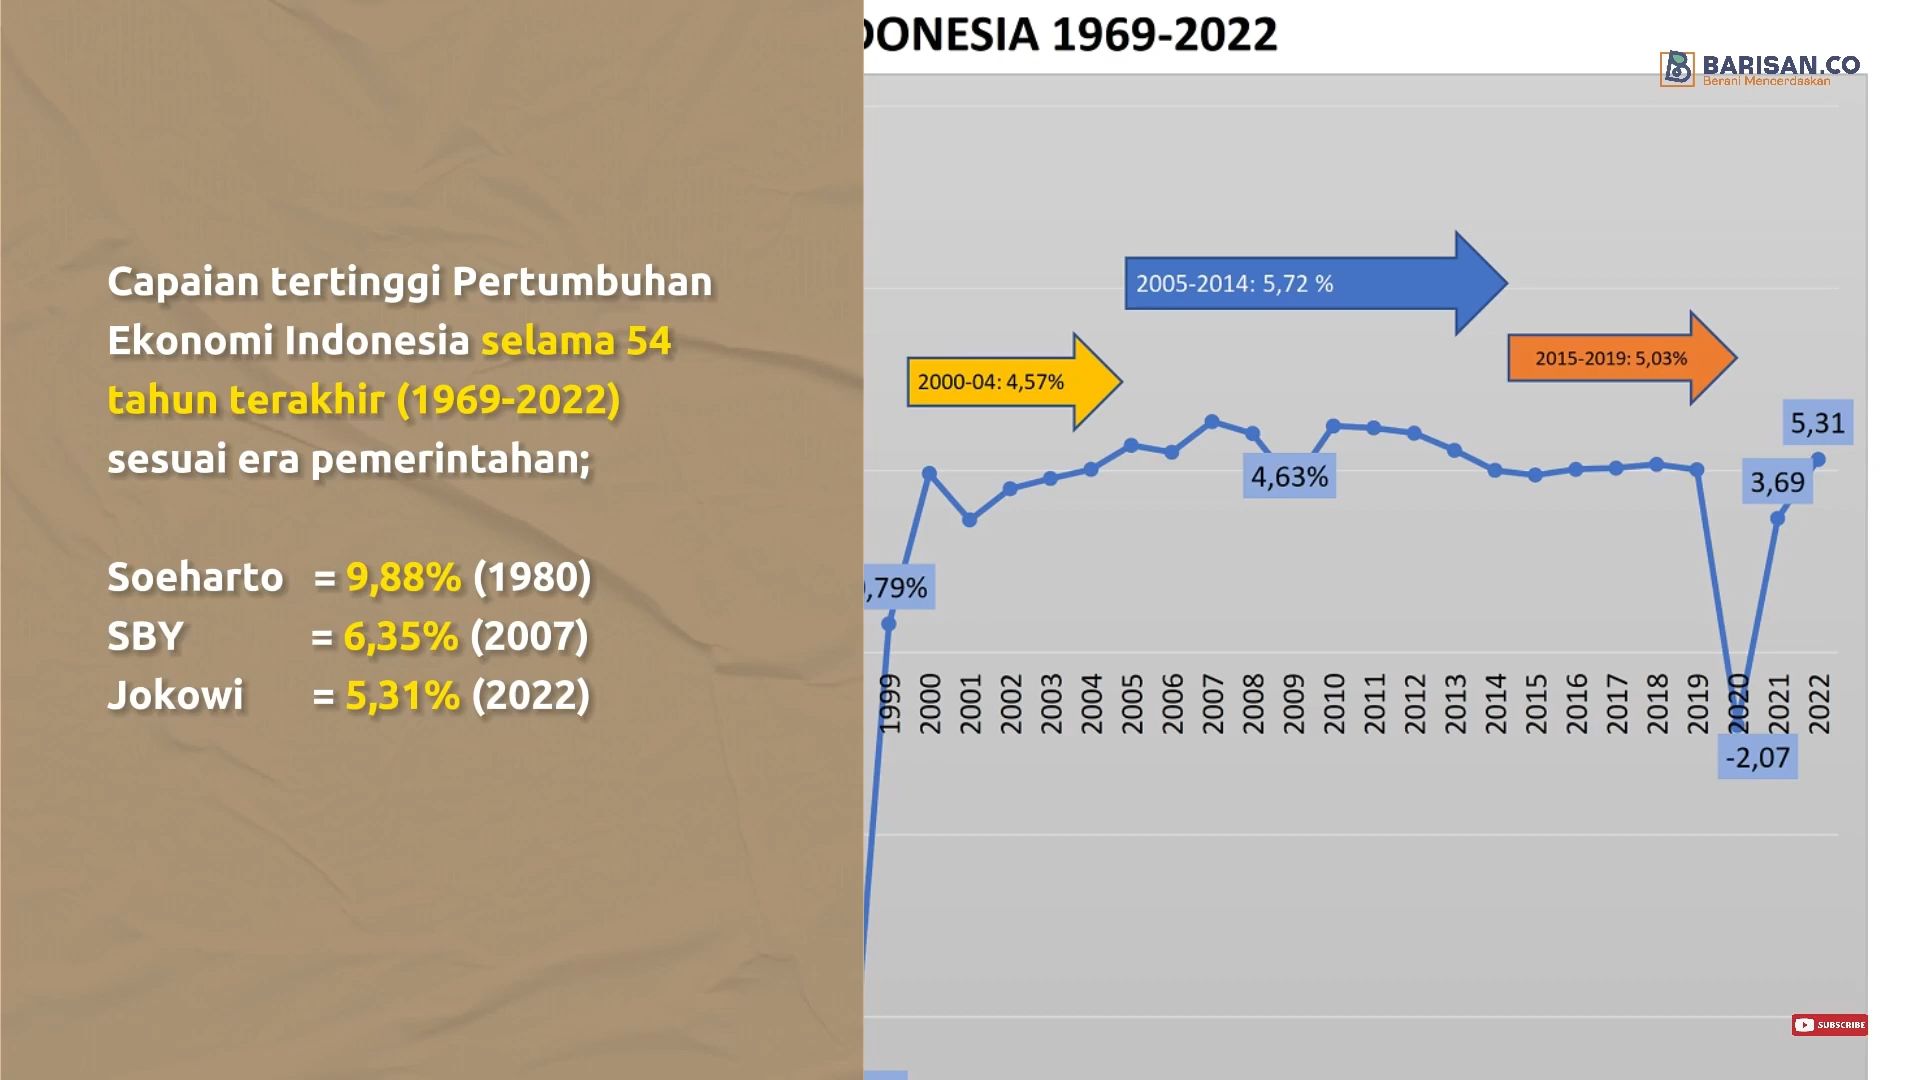 DONESIA 1969-2022
BARISAN.CO
Berani Mencerdaskan
Capaian tertinggi Pertumbuhan
Ekonomi Indonesia selama 54
tahun terakhir (1969-2022)
sesuai era pemerintahan;
Soeharto = 9,88% (1980)
SBY = 6,35% (2007)
Jokowi = 5,31% (2022)
2005-2014: 5,72 %
2015-2019: 5,03%
2000-04: 4,57%
5,31
4,63%
3,69
,79%
1999 2000 2001 2002 2003 2004 2005 2006 2007 2008 2009 2010 2011 2012 2013 2014 2015 2016 2017 2018 2019 2020 2021 2022
-2,07
SUBSCRIBE